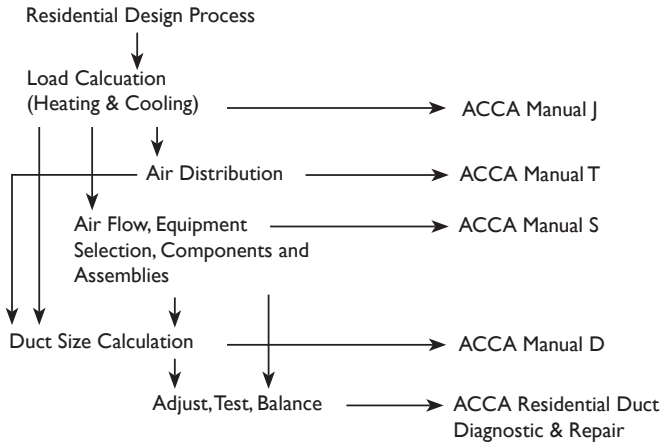 Residential Design Process
Load Calcuation
(Heating & Cooling)
ACCA Manual J
Air Distribution
ACCA Manual T
Air Flow, Equipment
Selection, Components and
Assemblies
ACCA Manual S
Duct Size Calculation
ACCA Manual D
Adjust, Test, Balance
ACCA Residential Duct
Diagnostic & Repair